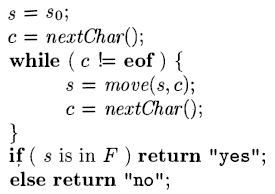 s = s0;
c = nextChar();
while ( c != eof ) {
s = move(s,c);
c = nextChar();
}
if ( s is in F ) return "yes";
else return "no";